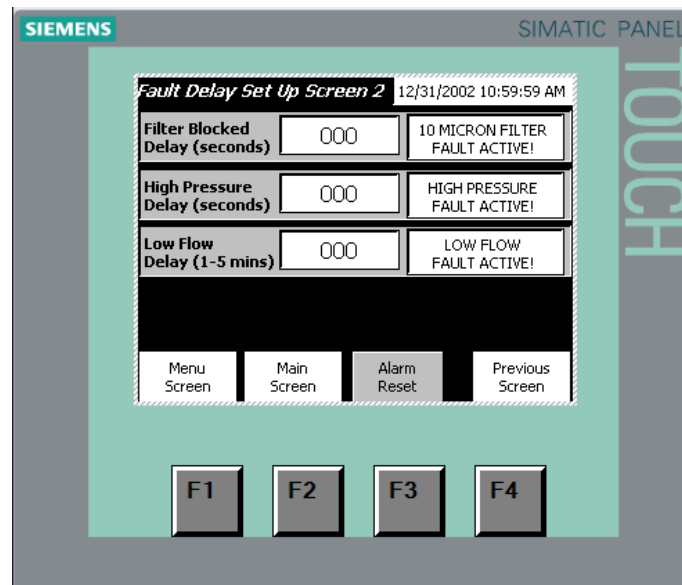 SIEMENS
SIMATIC PANEL
TOUCH
Fault Delay Set Up Screen 2
12/31/2002 10:59:59 AM
Filter Blocked
Delay (seconds)
000
10 MICRON FILTER
FAULT ACTIVE!
High Pressure
Delay (seconds)
000
HIGH PRESSURE
FAULT ACTIVE!
Low Flow
Delay (1-5 mins)
000
LOW FLOW
FAULT ACTIVE!
Menu
Screen
Main
Screen
Alarm
Reset
Previous
Screen
F1
F2
F3
F4